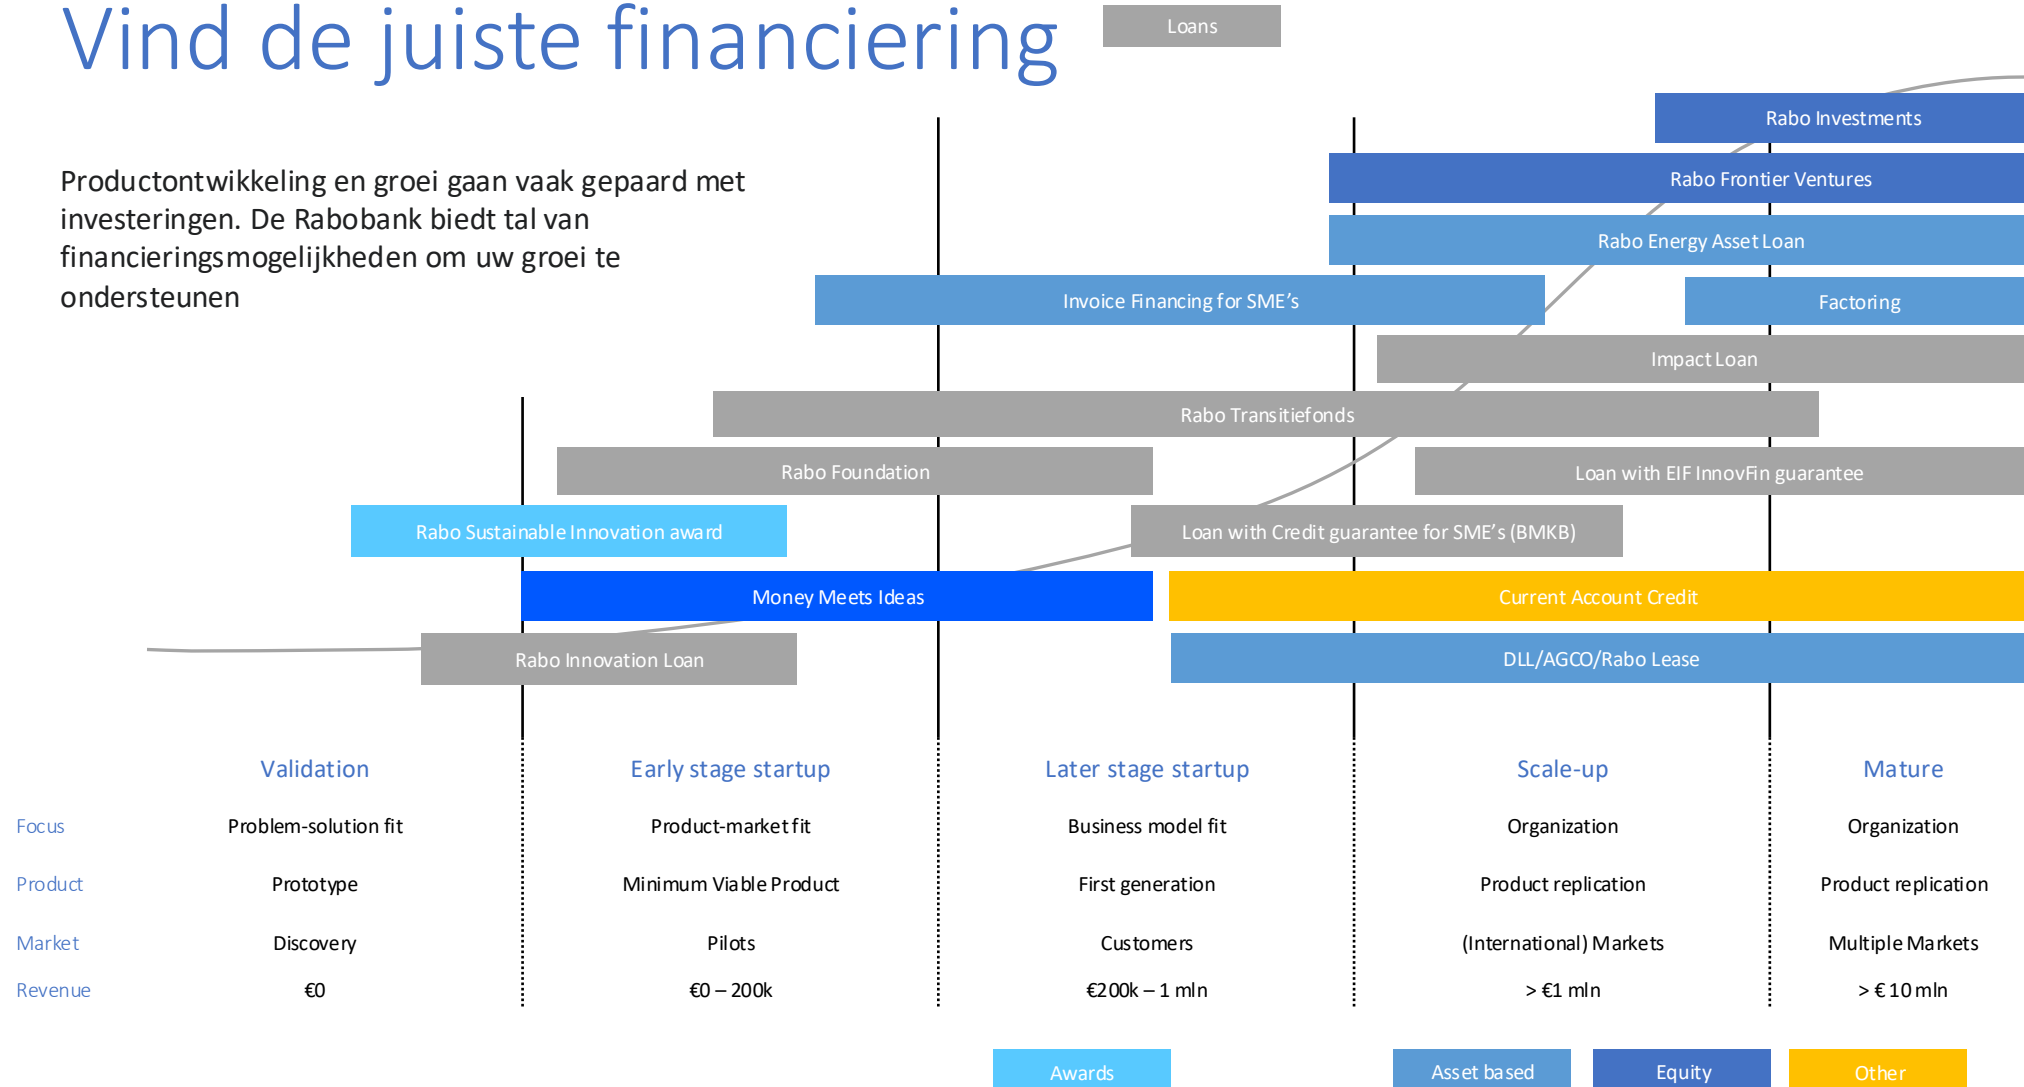 Vind de juiste financiering
Loans
Productontwikkeling en groei gaan vaak gepaard met
investeringen. De Rabobank biedt tal van
financieringsmogelijkheden om uw groei te
ondersteunen
Rabo Investments
Rabo Frontier Ventures
Rabo Energy Asset Loan
Invoice Financing for SME's
Factoring
Impact Loan
Rabo Transitiefonds
Rabo Foundation
Loan with EIF InnovFin guarantee
Rabo Sustainable Innovation award
Loan with Credit guarantee for SME's (BMKB)
Money Meets Ideas
Current Account Credit
Rabo Innovation Loan
DLL/AGCO/Rabo Lease
Validation Early stage startup Later stage startup Scale-up Mature
Focus Problem-solution fit Product-market fit Business model fit Organization Organization
Product Prototype Minimum Viable Product First generation Product replication Product replication
Market Discovery Pilots Customers (International) Markets Multiple Markets
Revenue €0 €0 – 200k €200k – 1 mln > €1 mln > € 10 mln
Awards Asset based Equity Other